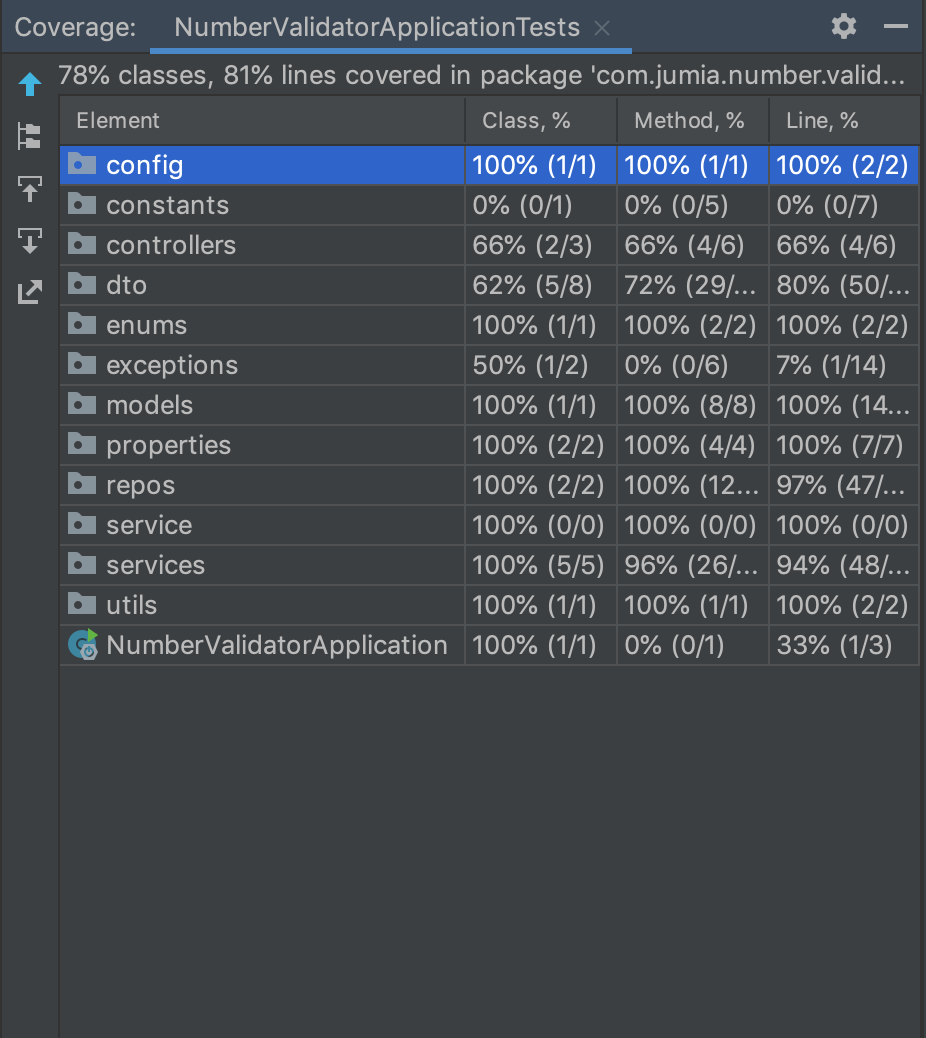 Coverage: NumberValidatorApplicationTests
78% classes, 81% lines covered in package 'com.jumia.number.valid...
Element Class, % Method, % Line, %
config 100% (1/1) 100% (1/1) 100% (2/2)
constants 0% (0/1) 0% (0/5) 0% (0/7)
controllers 66% (2/3) 66% (4/6) 66% (4/6)
dto 62% (5/8) 72% (29/... 80% (50/...
enums 100% (1/1) 100% (2/2) 100% (2/2)
exceptions 50% (1/2) 0% (0/6) 7% (1/14)
models 100% (1/1) 100% (8/8) 100% (14...
properties 100% (2/2) 100% (4/4) 100% (7/7)
repos 100% (2/2) 100% (12... 97% (47/...
service 100% (0/0) 100% (0/0) 100% (0/0)
services 100% (5/5) 96% (26/... 94% (48/...
utils 100% (1/1) 100% (1/1) 100% (2/2)
NumberValidatorApplication 100% (1/1) 0% (0/1) 33% (1/3)